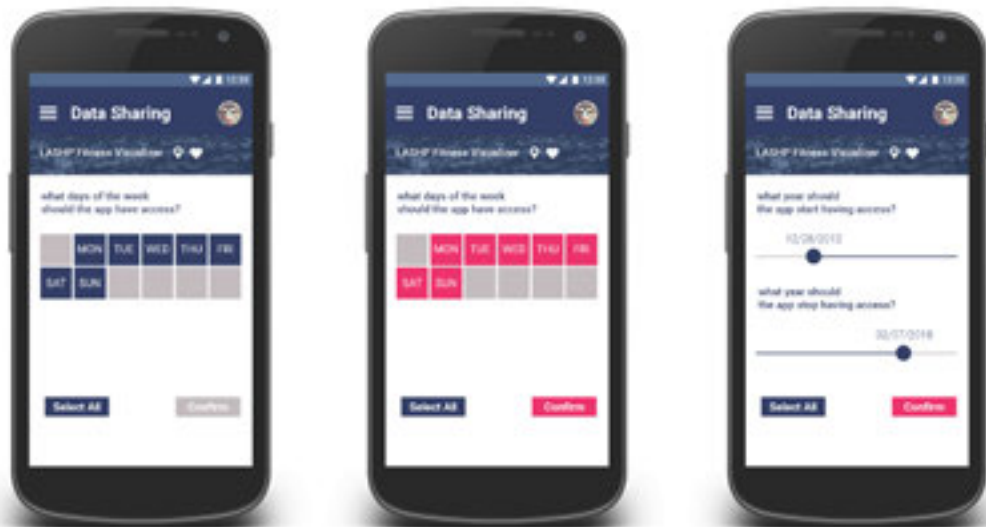 12:30
Data Sharing
LASHP Fitness Visualizer
what days of the week
should the app have access?
MON TUE WED THU FRI
SAT SUN
Select All Confirm
Data Sharing
LASHP Fitness Visualizer
what days of the week
should the app have access?
MON TUE WED THU FRI
SAT SUN
Select All Confirm
Data Sharing
LASHP Fitness Visualizer
what year should
the app start having access?
what year should
the app stop having access?
Select All Confirm